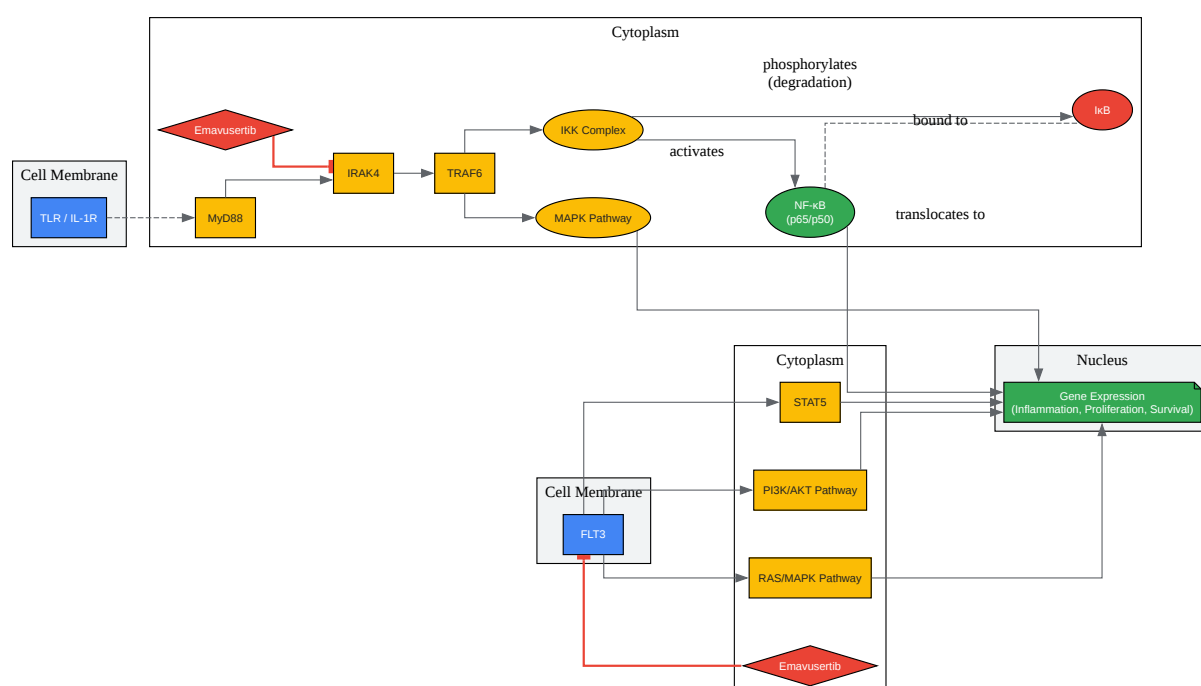 Cytoplasm
phosphorylates
(degradation)
Emavusertib
IKK Complex
bound to
IκB
activates
Cell Membrane
IRAK4
TRAF6
TLR / IL-1R
MyD88
MAPK Pathway
NF-κB
(p65/p50)
translocates to
Cytoplasm
Nucleus
STAT5
Gene Expression
(Inflammation, Proliferation, Survival)
Cell Membrane
PI3K/AKT Pathway
FLT3
RAS/MAPK Pathway
Emavusertib